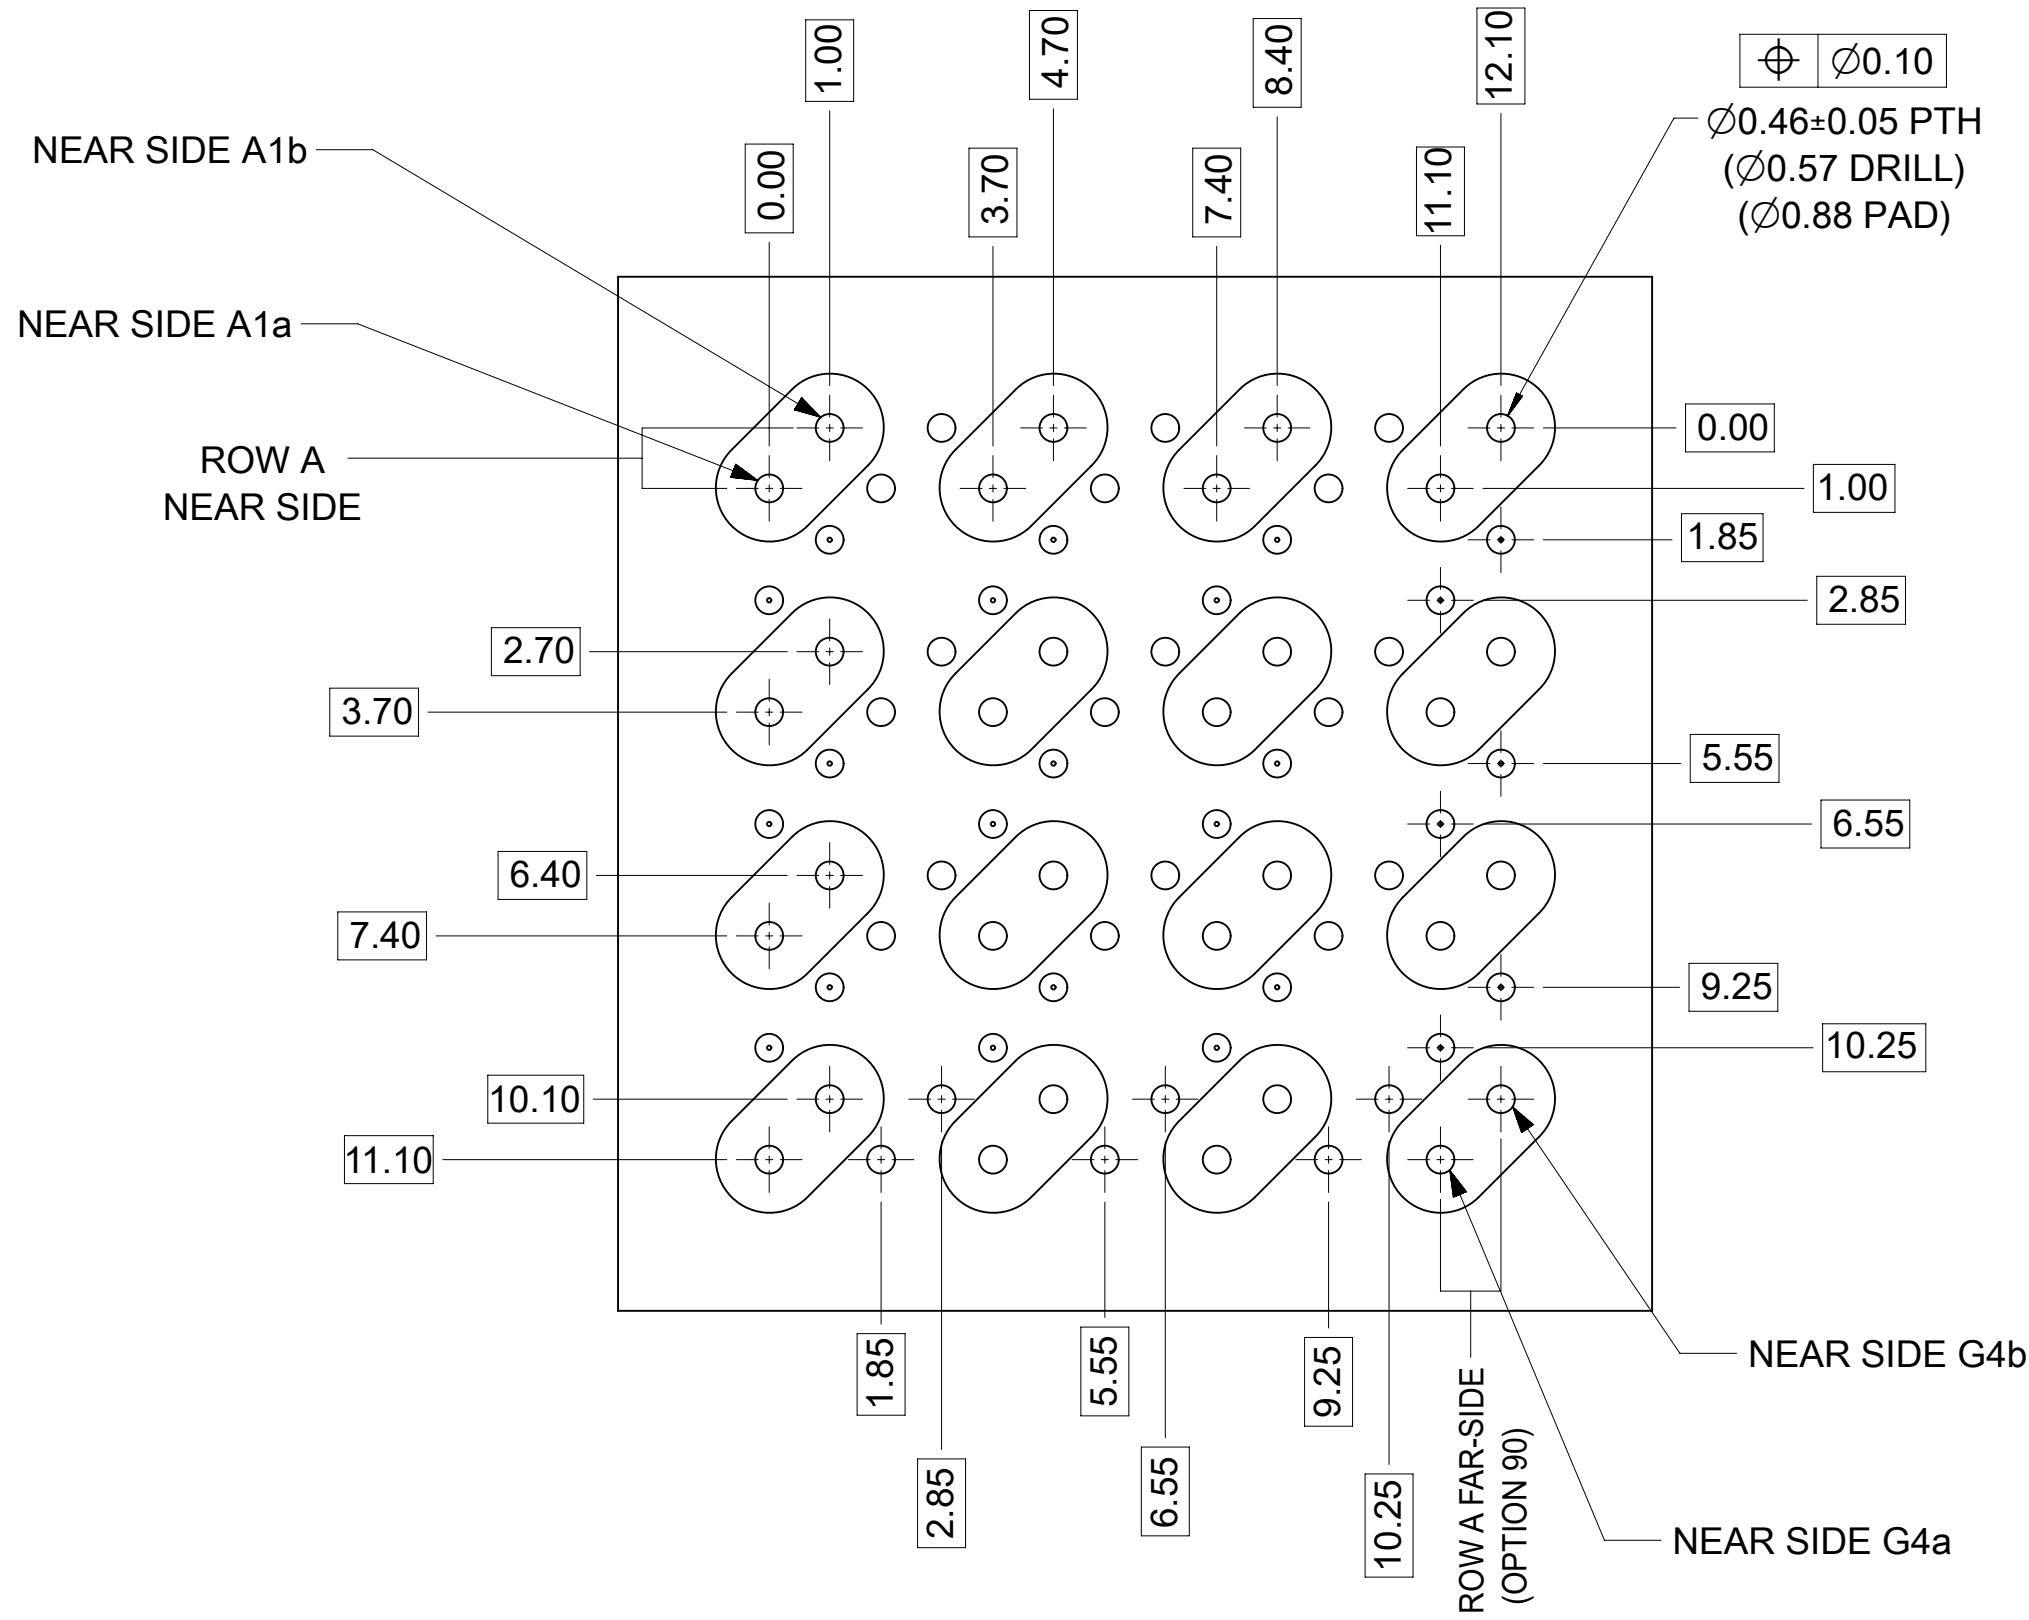 1.00
4.70
8.40
12.10
⌖ ∅0.10
∅0.46±0.05 PTH
(∅0.57 DRILL)
(∅0.88 PAD)
NEAR SIDE A1b
0.00
3.70
7.40
11.10
NEAR SIDE A1a
ROW A
NEAR SIDE
0.00
1.00
1.85
2.85
2.70
3.70
5.55
6.55
6.40
7.40
9.25
10.25
10.10
11.10
1.85
5.55
9.25
2.85
6.55
10.25
ROW A FAR-SIDE
(OPTION 90)
NEAR SIDE G4b
NEAR SIDE G4a